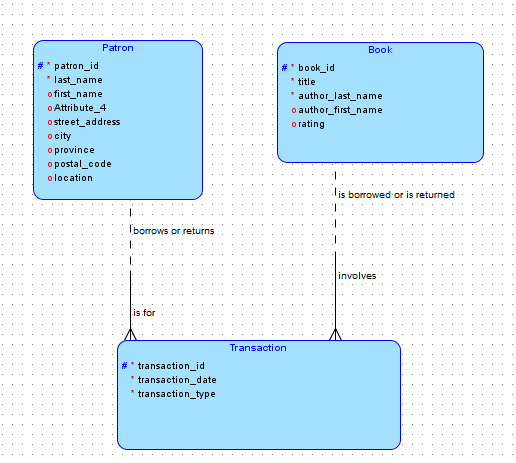 Patron
# * patron_id
* last_name
o first_name
o Attribute_4
o street_address
o city
o province
o postal_code
o location
Book
# * book_id
* title
* author_last_name
o author_first_name
o rating
borrows or returns
is for
is borrowed or is returned
involves
Transaction
# * transaction_id
* transaction_date
* transaction_type